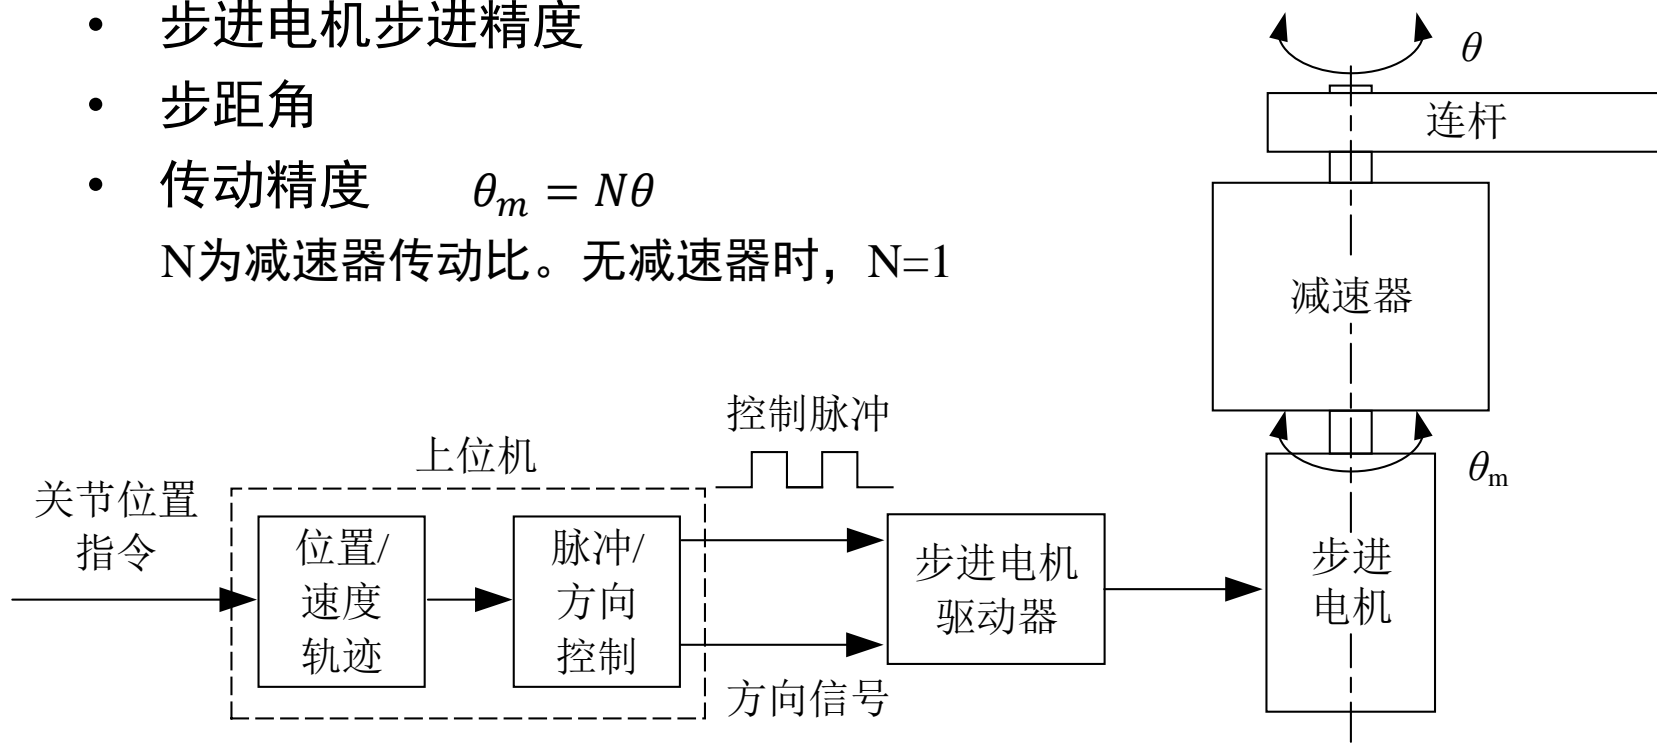 • 步进电机步进精度
• 步距角
• 传动精度 θₘ = Nθ
N为减速器传动比。无减速器时，N=1
θ
连杆
减速器
θₘ
控制脉冲
上位机
关节位置
指令
位置/
速度
轨迹
脉冲/
方向
控制
步进电机
驱动器
步进
电机
方向信号